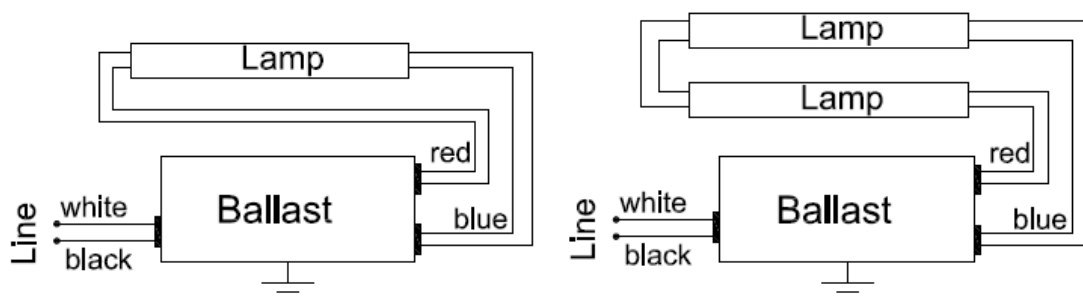 Lamp
red
Ballast
blue
white
Line
black
Lamp
Lamp
red
Ballast
blue
white
Line
black